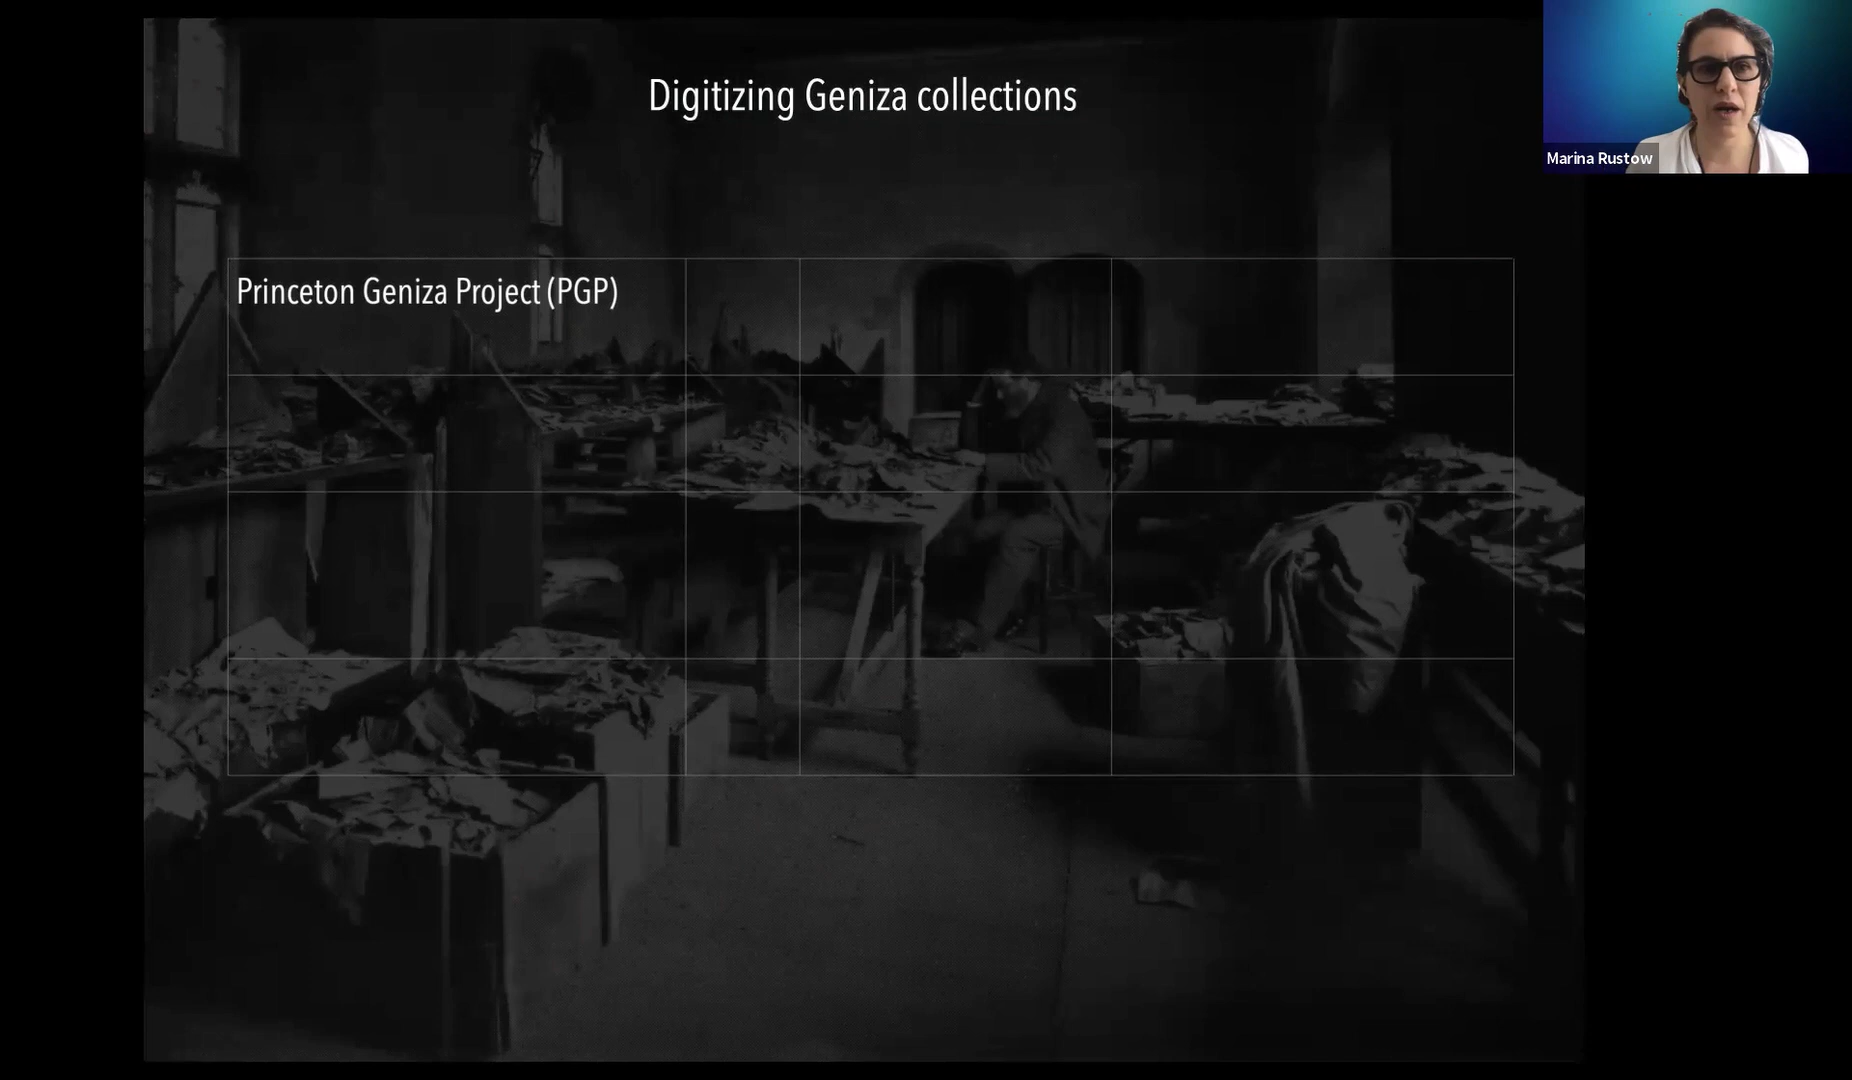 Digitizing Geniza collections
Marina Rustow
Princeton Geniza Project (PGP)